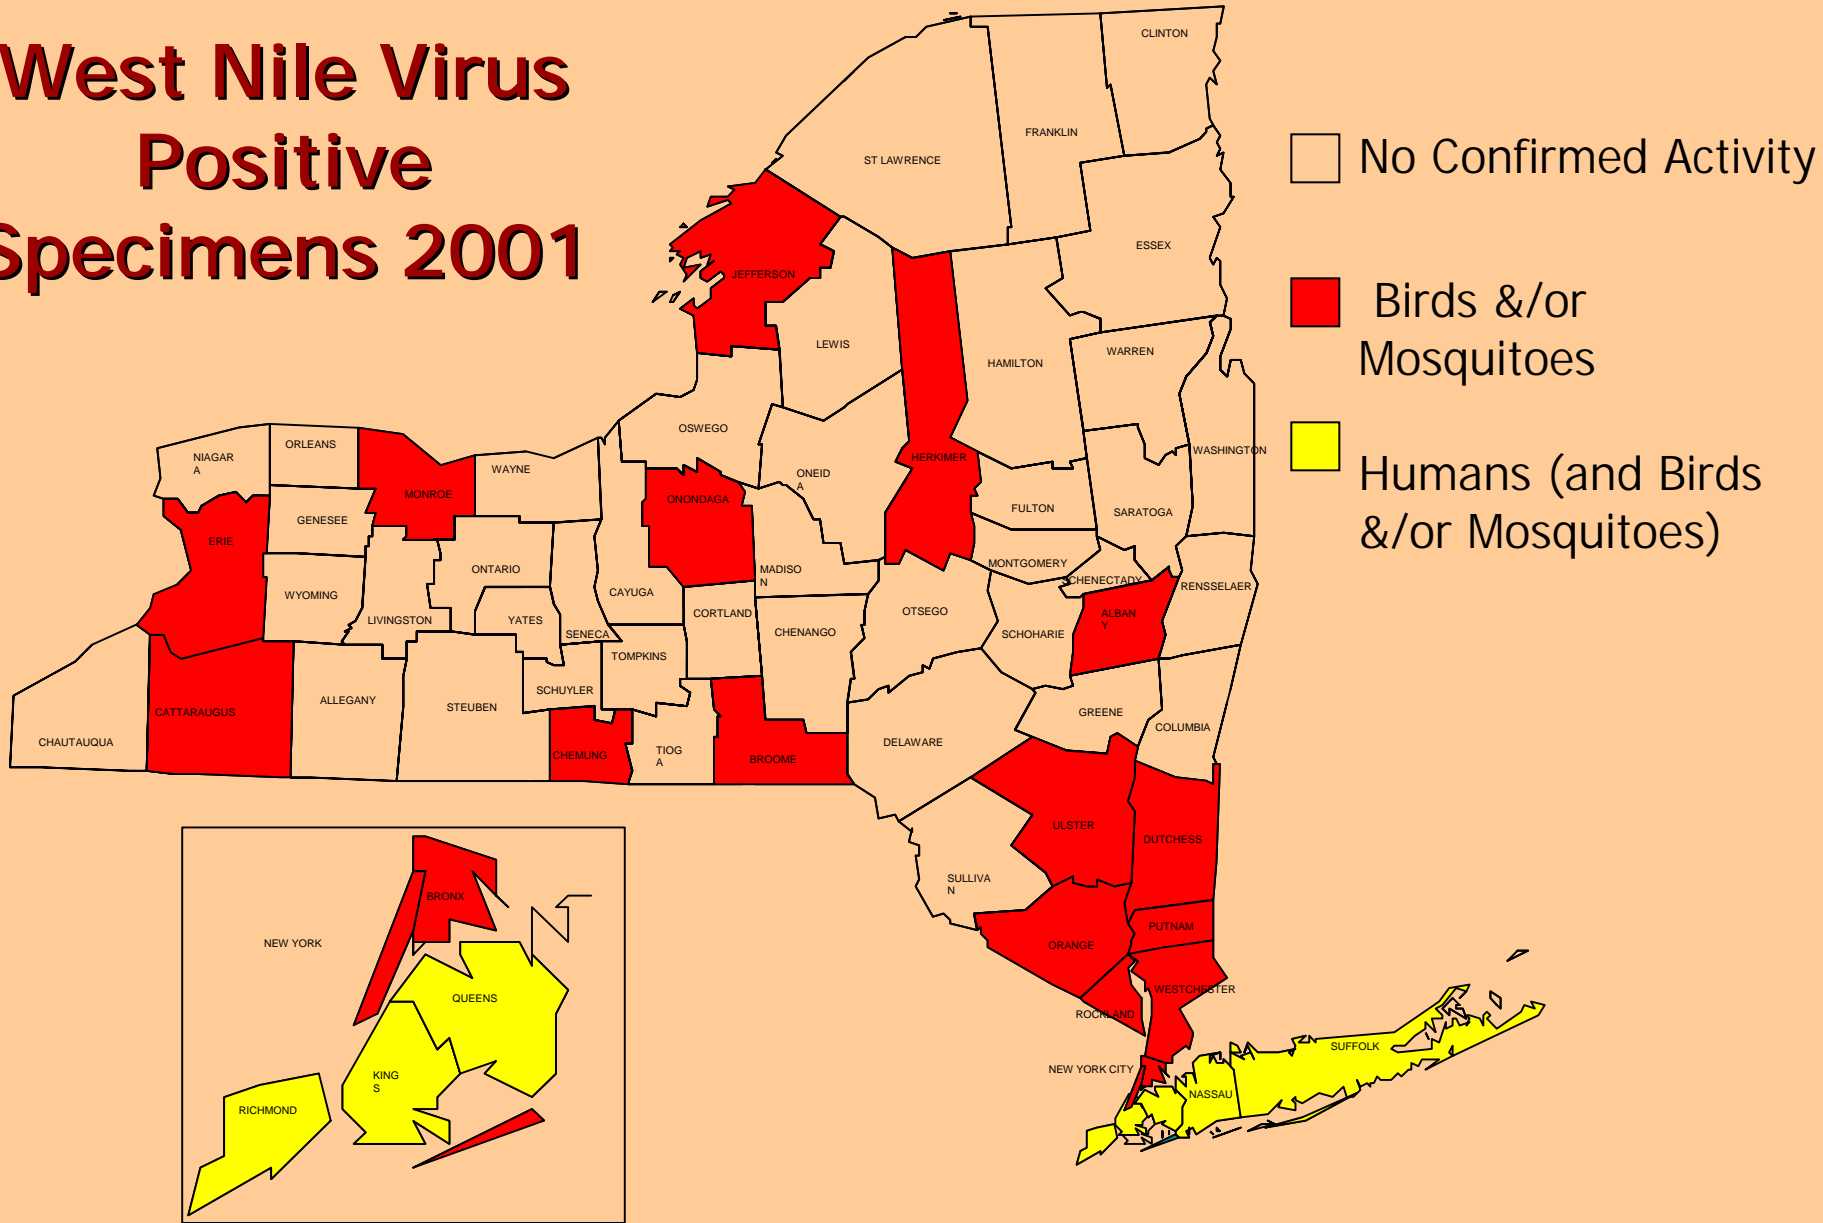 West Nile Virus
Positive
Specimens 2001
No Confirmed Activity
Birds &/or
Mosquitoes
Humans (and Birds
&/or Mosquitoes)
CLINTON
FRANKLIN
ST LAWRENCE
ESSEX
JEFFERSON
LEWIS
HAMILTON
WARREN
OSWEGO
ORLEANS
NIAGAR
A
WAYNE
MONROE
ONEID
A
HERKIMER
WASHINGTON
ONONDAGA
FULTON
SARATOGA
GENESEE
ERIE
MONTGOMERY
ONTARIO
MADISO
N
SCHENECTADY
RENSSELAER
WYOMING
CAYUGA
CORTLAND
OTSEGO
ALBAN
Y
LIVINGSTON
YATES
SENECA
CHENANGO
SCHOHARIE
TOMPKINS
SCHUYLER
ALLEGANY
STEUBEN
CATTARAUGUS
GREENE
COLUMBIA
CHAUTAUQUA
CHEMUNG
TIOG
A
BROOME
DELAWARE
ULSTER
DUTCHESS
SULLIVA
N
PUTNAM
ORANGE
WESTCHESTER
ROCKLAND
NEW YORK CITY
SUFFOLK
NASSAU
BRONX
NEW YORK
QUEENS
KING
S
RICHMOND